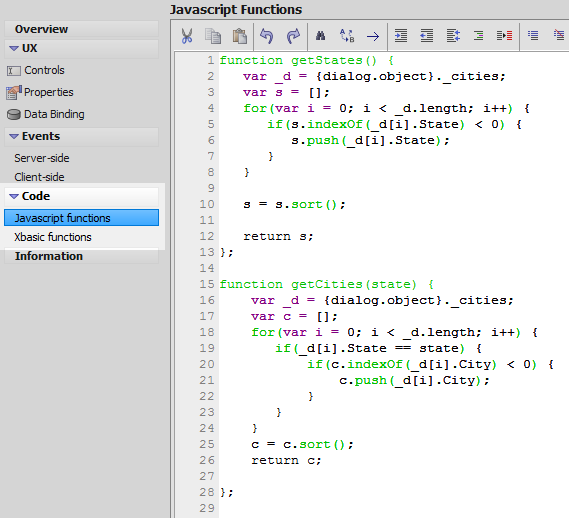 Javascript Functions
Overview
UX
Controls
Properties
Data Binding
Events
Server-side
Client-side
Code
Javascript functions
Xbasic functions
Information
1 function getStates() {
2 var _d = {dialog.object}._cities;
3 var s = [];
4 for(var i = 0; i < _d.length; i++) {
5 if(s.indexOf(_d[i].State) < 0) {
6 s.push(_d[i].State);
7 }
8 }
9
10 s = s.sort();
11
12 return s;
13 };
14
15 function getCities(state) {
16 var _d = {dialog.object}._cities;
17 var c = [];
18 for(var i = 0; i < _d.length; i++) {
19 if(_d[i].State == state) {
20 if(c.indexOf(_d[i].City) < 0) {
21 c.push(_d[i].City);
22 }
23 }
24 }
25 c = c.sort();
26 return c;
27
28 };
29